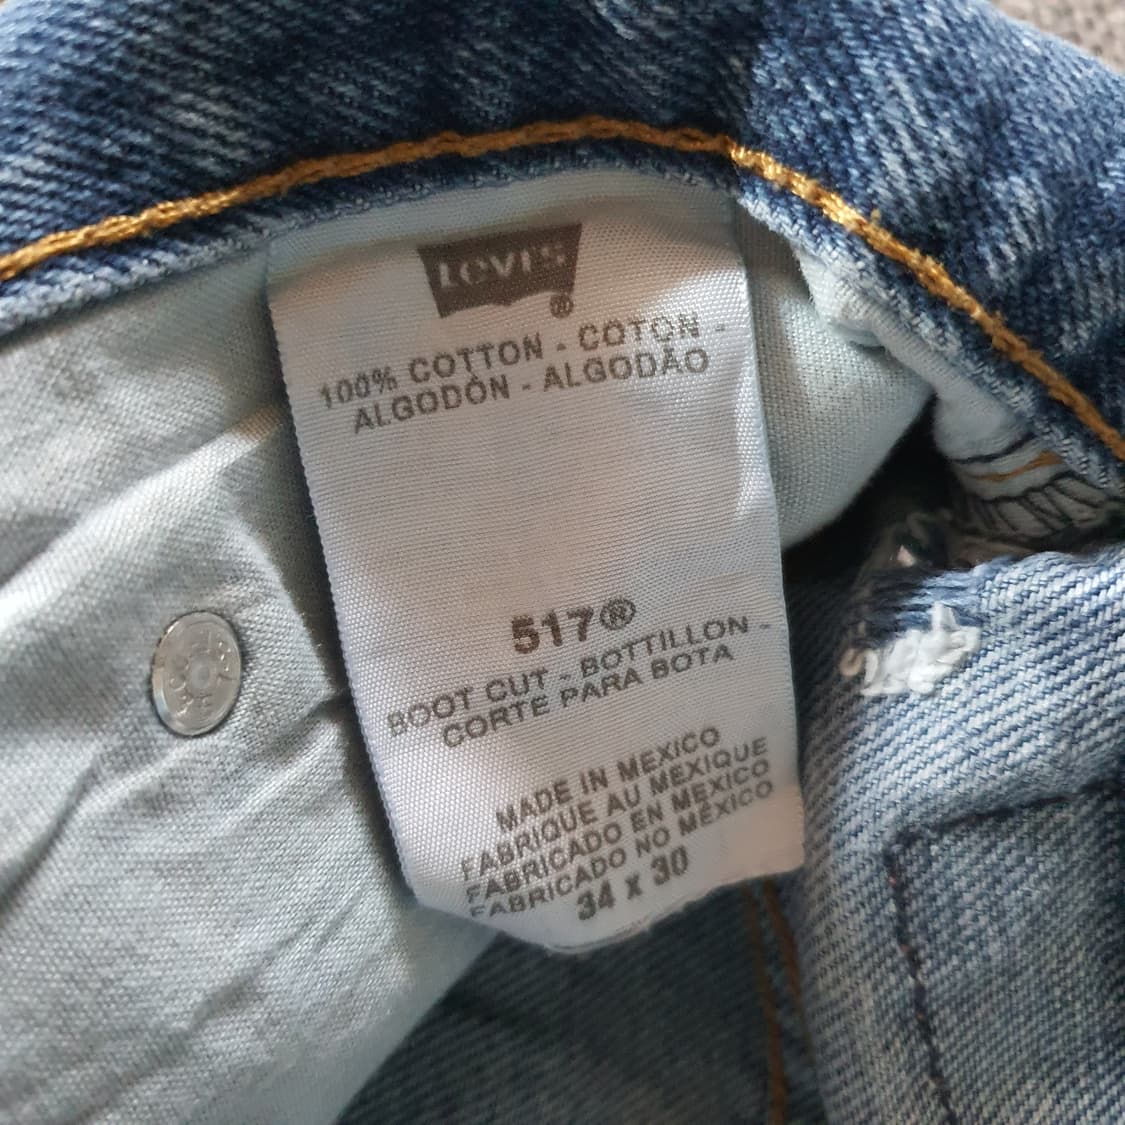 Levi's
®
100% COTTON - COTON -
ALGODÓN - ALGODÃO
517®
BOOT CUT - BOTTILLON -
CORTE PARA BOTA
MADE IN MEXICO
FABRIQUE AU MEXIQUE
FABRICADO EN MEXICO
FABRICADO NO MÉXICO
34 x 30